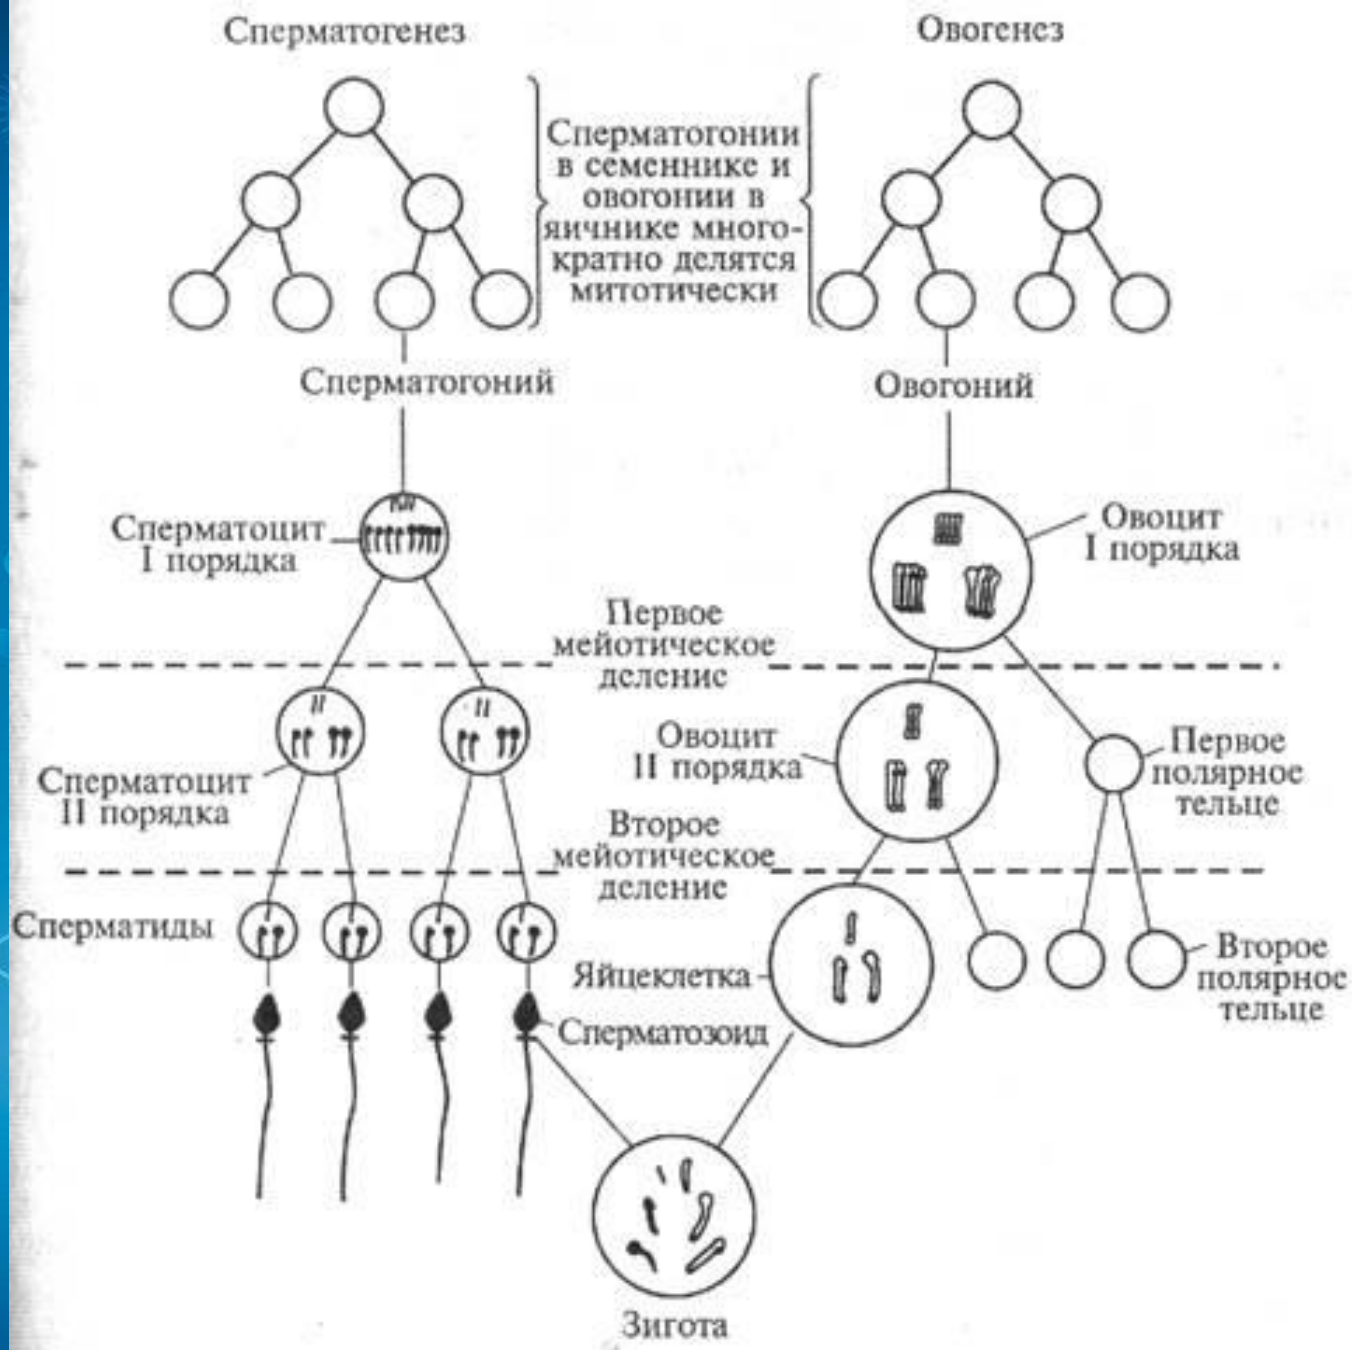 Сперматогенез
Овогенез
Сперматогонии
в семеннике и
овогонии в
яичнике много-
кратно делятся
митотически
Сперматогоний
Овогоний
Сперматоцит
I порядка
Овоцит
I порядка
Первое
мейотическое
деление
Сперматоцит
II порядка
Овоцит
II порядка
Первое
полярное
тельце
Второе
мейотическое
деление
Сперматиды
Яйцеклетка
Второе
полярное
тельце
Сперматозоид
Зигота